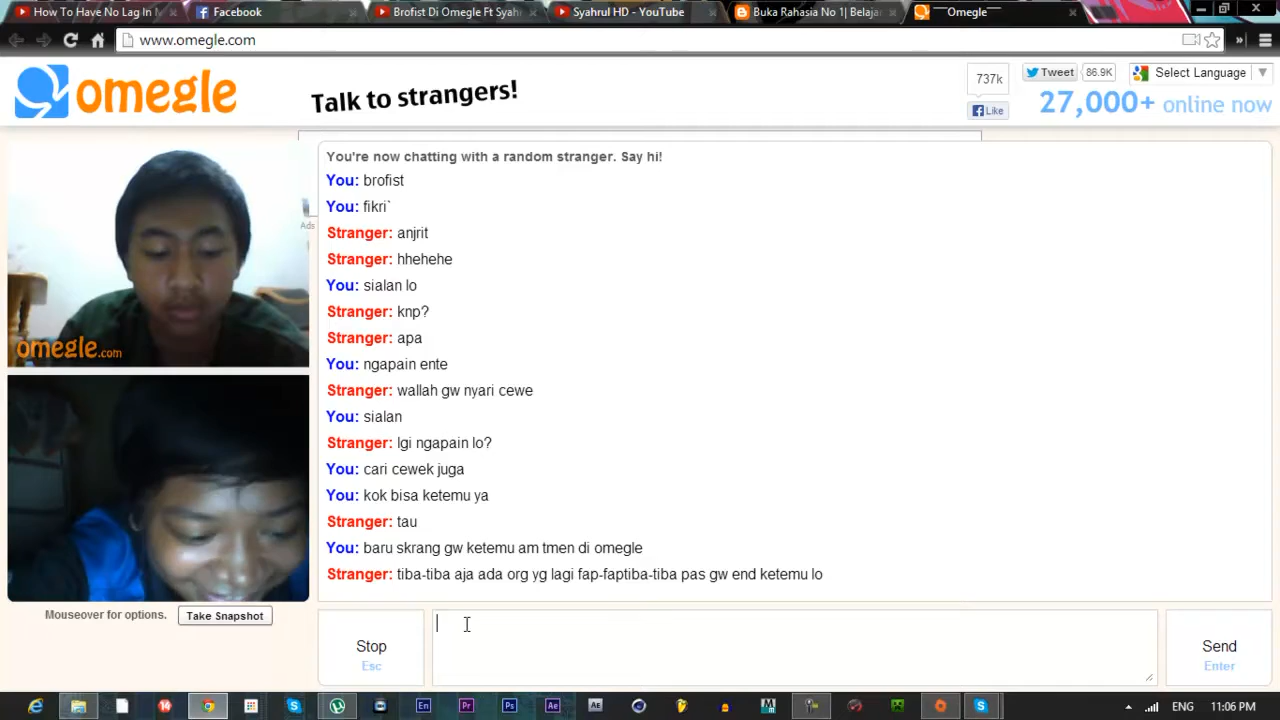 How To Have No Lag In M
Facebook
Brofist Di Omegle Ft Syah
Syahrul HD - YouTube
Buka Rahasia No 1| Belaja
Omegle
www.omegle.com
omegle
Talk to strangers!
737k
Like
Tweet
86.9K
Select Language
27,000+ online now
omegle.com
Ads
You're now chatting with a random stranger. Say hi!
You: brofist
You: fikri`
Stranger: anjrit
Stranger: hhehehe
You: sialan lo
Stranger: knp?
Stranger: apa
You: ngapain ente
Stranger: wallah gw nyari cewe
You: sialan
Stranger: lgi ngapain lo?
You: cari cewek juga
You: kok bisa ketemu ya
Stranger: tau
You: baru skrang gw ketemu am tmen di omegle
Stranger: tiba-tiba aja ada org yg lagi fap-faptiba-tiba pas gw end ketemu lo
Mouseover for options.
Take Snapshot
Stop
Esc
Send
Enter
En
Pr
Ps
Ae
AE
ENG
11:06 PM